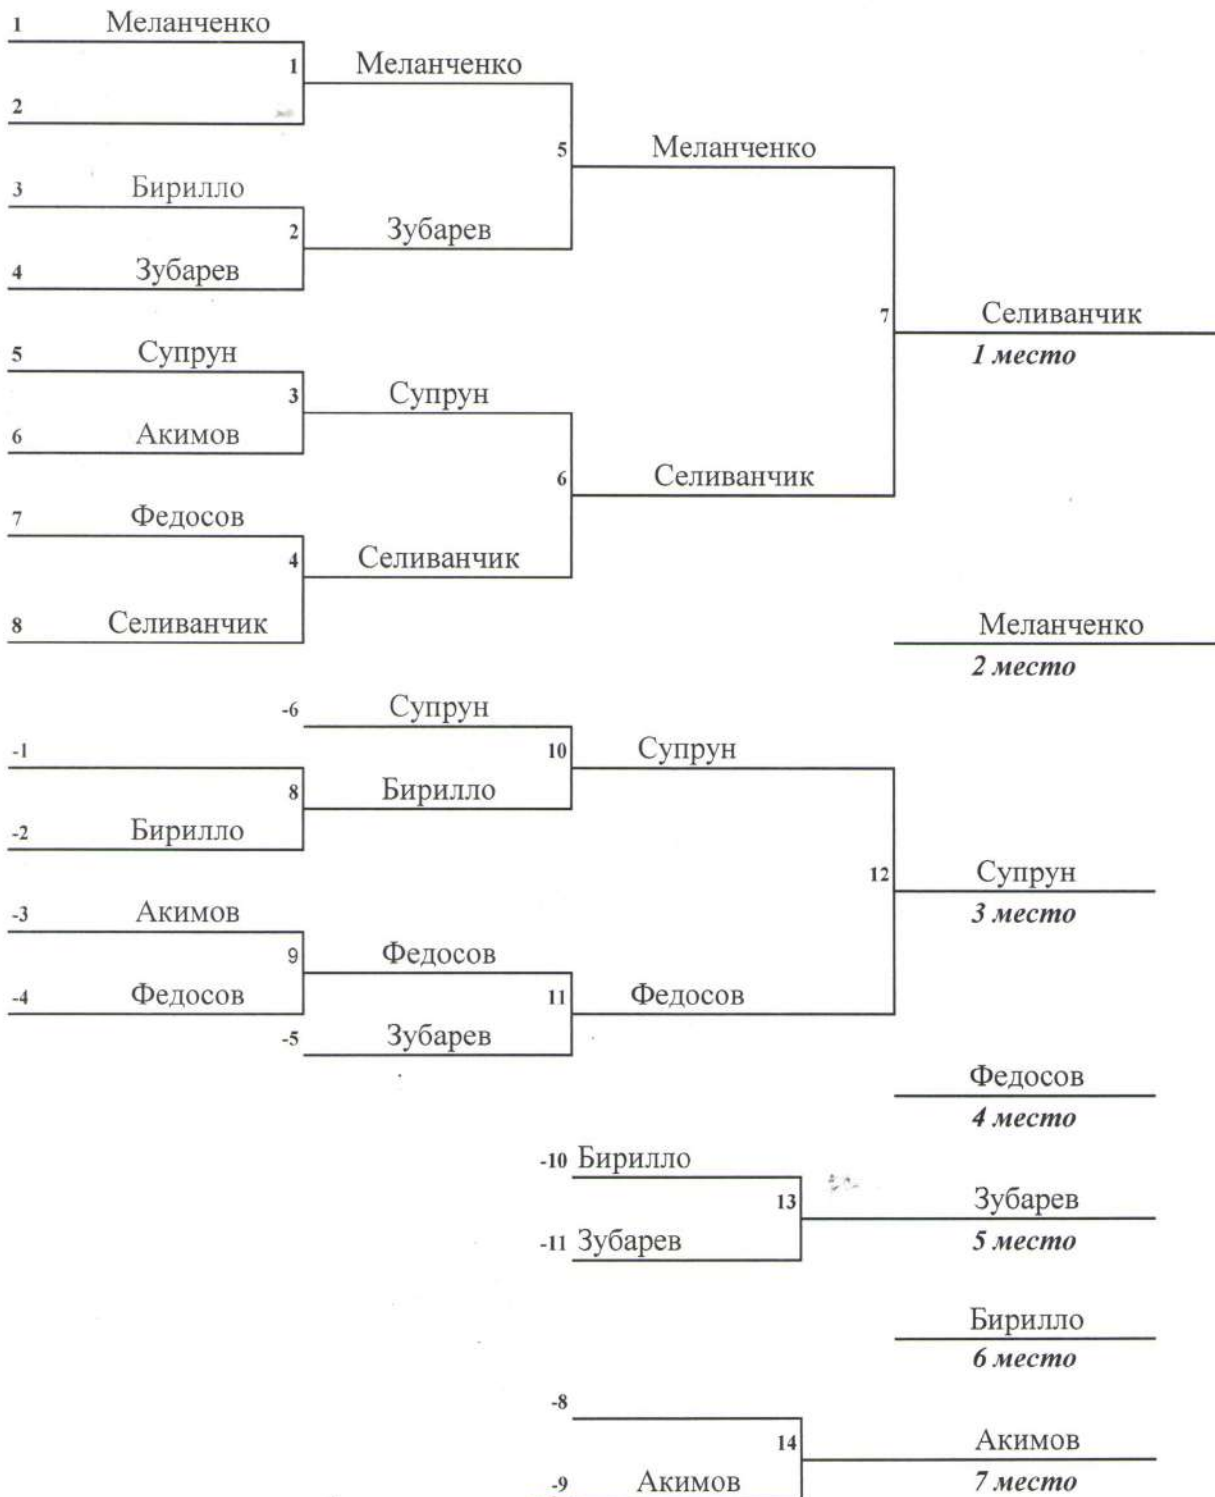 1 Меланченко
1 Меланченко
2
5 Меланченко
3 Бирилло
2 Зубарев
4 Зубарев
7 Селиванчик
5 Супрун
1 место
3 Супрун
6 Акимов
6 Селиванчик
7 Федосов
4 Селиванчик
8 Селиванчик
Меланченко
2 место
-6 Супрун
-1
10 Супрун
8 Бирилло
-2 Бирилло
12 Супрун
-3 Акимов
3 место
9 Федосов
-4 Федосов
11 Федосов
-5 Зубарев
Федосов
4 место
-10 Бирилло
13 Зубарев
-11 Зубарев
5 место
Бирилло
6 место
-8
14 Акимов
-9 Акимов
7 место